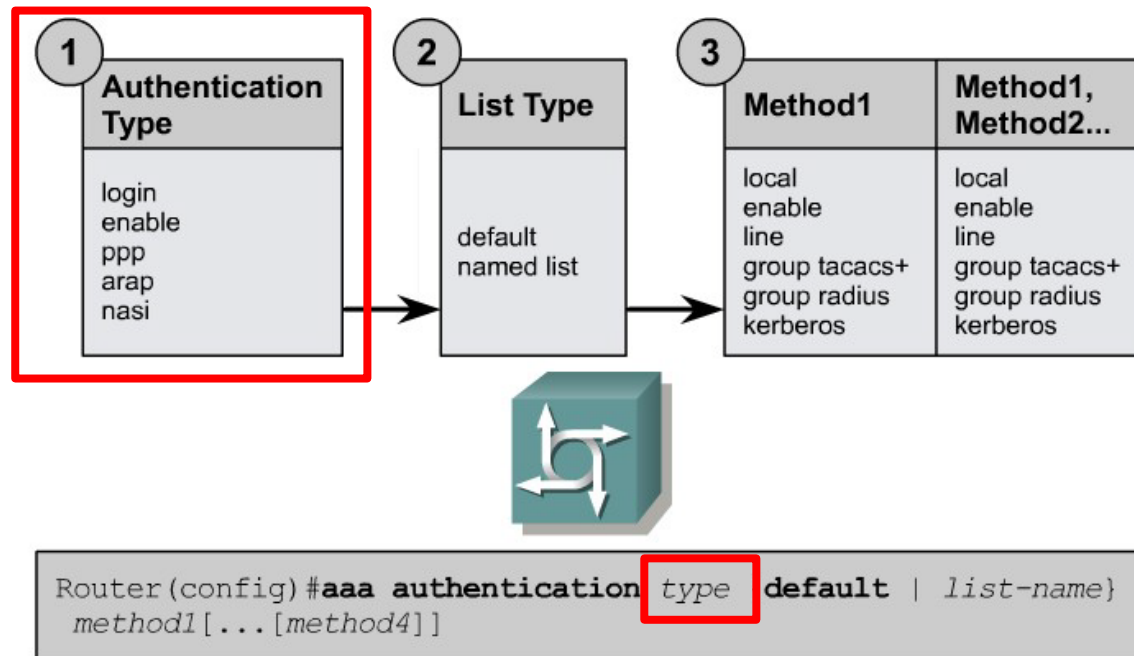 1
Authentication
Type
login
enable
ppp
arap
nasi
2
List Type
default
named list
3
Method1
local
enable
line
group tacacs+
group radius
kerberos
Method1,
Method2...
local
enable
line
group tacacs+
group radius
kerberos
Router(config)#aaa authentication type default | list-name}
method1[...[method4]]